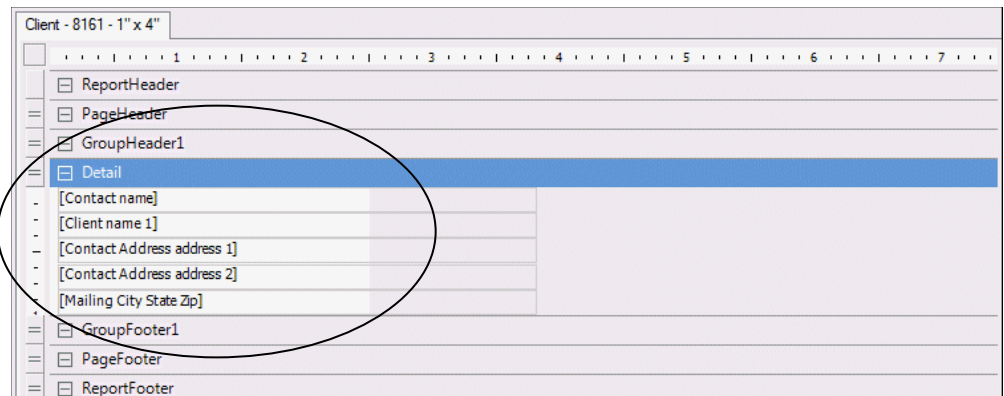 Client - 8161 - 1" x 4"
1 2 3 4 5 6 7
ReportHeader
PageHeader
GroupHeader1
Detail
[Contact name]
[Client name 1]
[Contact Address address 1]
[Contact Address address 2]
[Mailing City State Zip]
GroupFooter1
PageFooter
ReportFooter